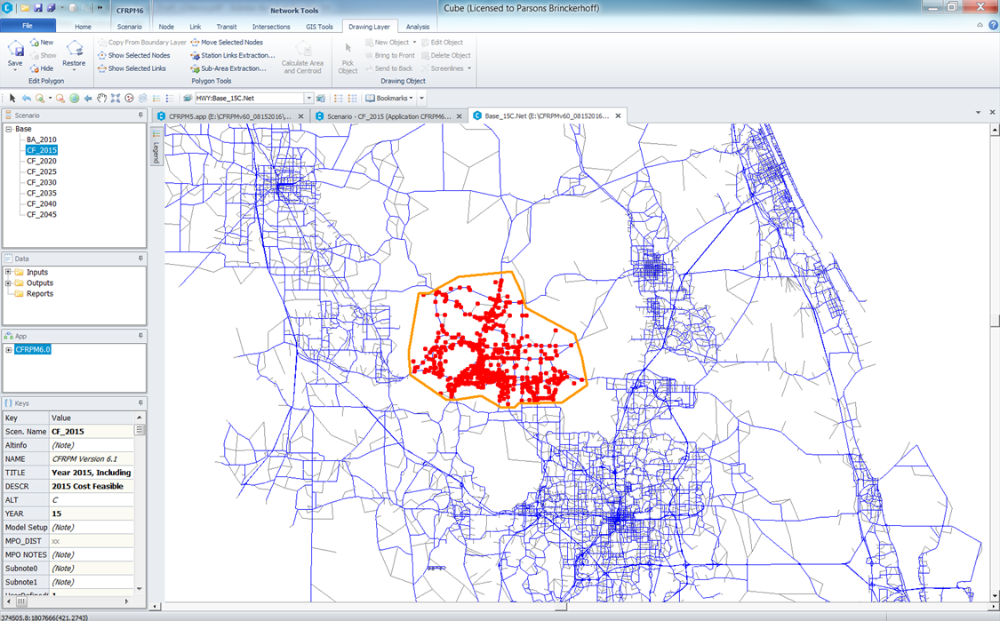 CFRPM6
Network Tools
Cube (Licensed to Parsons Brinckerhoff)
File
Home
Scenario
Node
Link
Transit
Intersections
GIS Tools
Drawing Layer
Analysis
Save
New
Show
Hide
Restore
Edit Polygon
Copy From Boundary Layer
Show Selected Nodes
Show Selected Links
Move Selected Nodes
Station Links Extraction...
Sub-Area Extraction...
Calculate Area
and Centroid
Polygon Tools
Pick
Object
New Object
Bring to Front
Send to Back
Edit Object
Delete Object
Screenlines
Drawing Object
HWY:Base_15C.Net
Bookmarks
Scenario
Base
BA_2010
CF_2015
CF_2020
CF_2025
CF_2030
CF_2035
CF_2040
CF_2045
Data
Inputs
Outputs
Reports
App
CFRPM6.0
Keys
Key Value
Scen. Name CF_2015
AltInfo (Note)
NAME CFRPM Version 6.1
TITLE Year 2015, Including
DESCR 2015 Cost Feasible
ALT C
YEAR 15
Model Setup (Note)
MPO_DIST xx
MPO NOTES (Note)
Subnote0 (Note)
Subnote1 (Note)
CFRPM5.app (E:\CFRPMv60_08152016\...
Scenario - CF_2015 (Application CFRPM6...
Base_15C.Net (E:\CFRPMv60_08152016...
Legend
374505.8:1807666(421.2743)